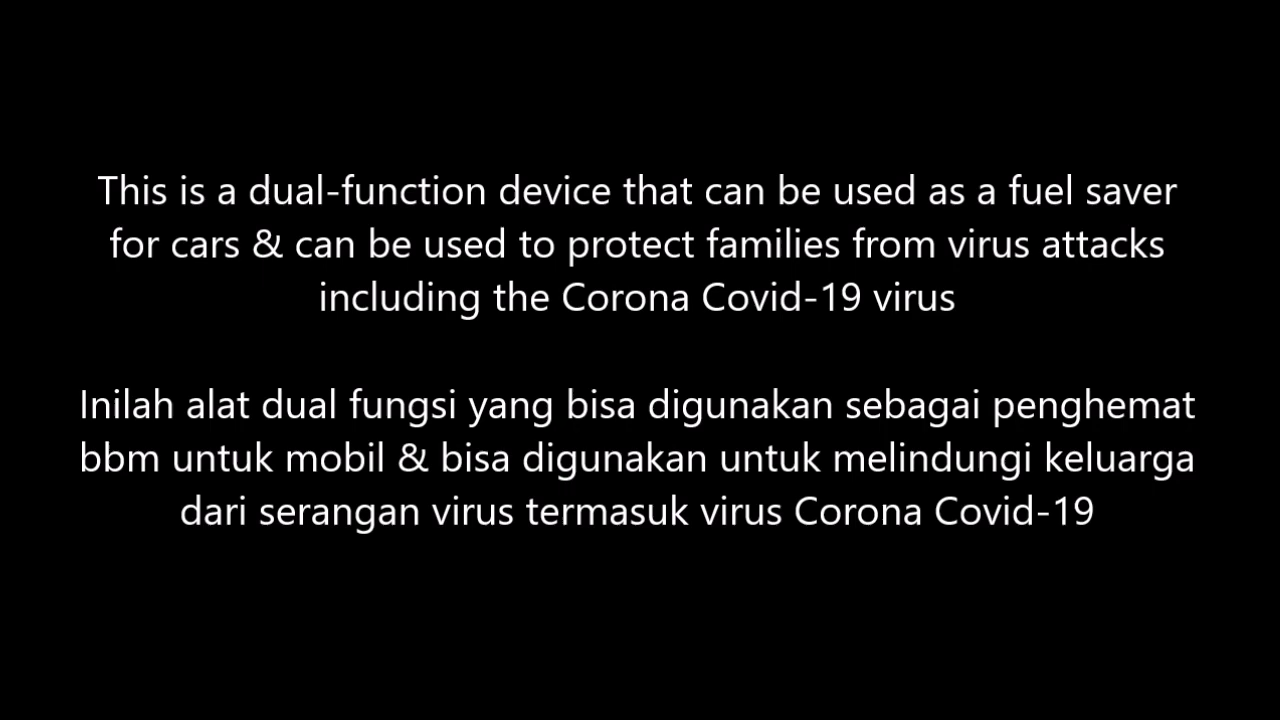 This is a dual-function device that can be used as a fuel saver
for cars & can be used to protect families from virus attacks
including the Corona Covid-19 virus
Inilah alat dual fungsi yang bisa digunakan sebagai penghemat
bbm untuk mobil & bisa digunakan untuk melindungi keluarga
dari serangan virus termasuk virus Corona Covid-19